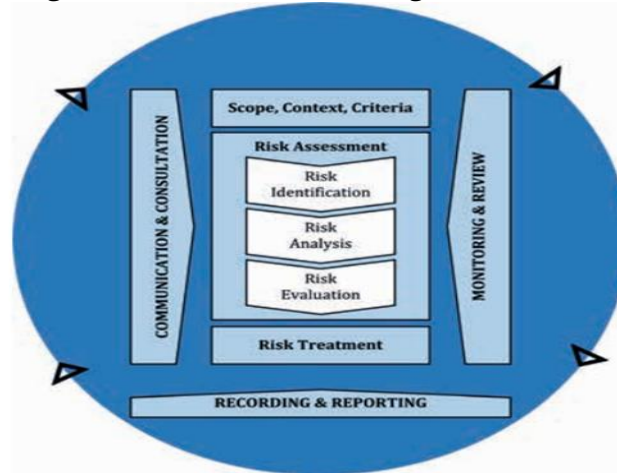 Scope, Context, Criteria
Risk Assessment
Risk
Identification
Risk
Analysis
Risk
Evaluation
Risk Treatment
COMMUNICATION & CONSULTATION
MONITORING & REVIEW
RECORDING & REPORTING